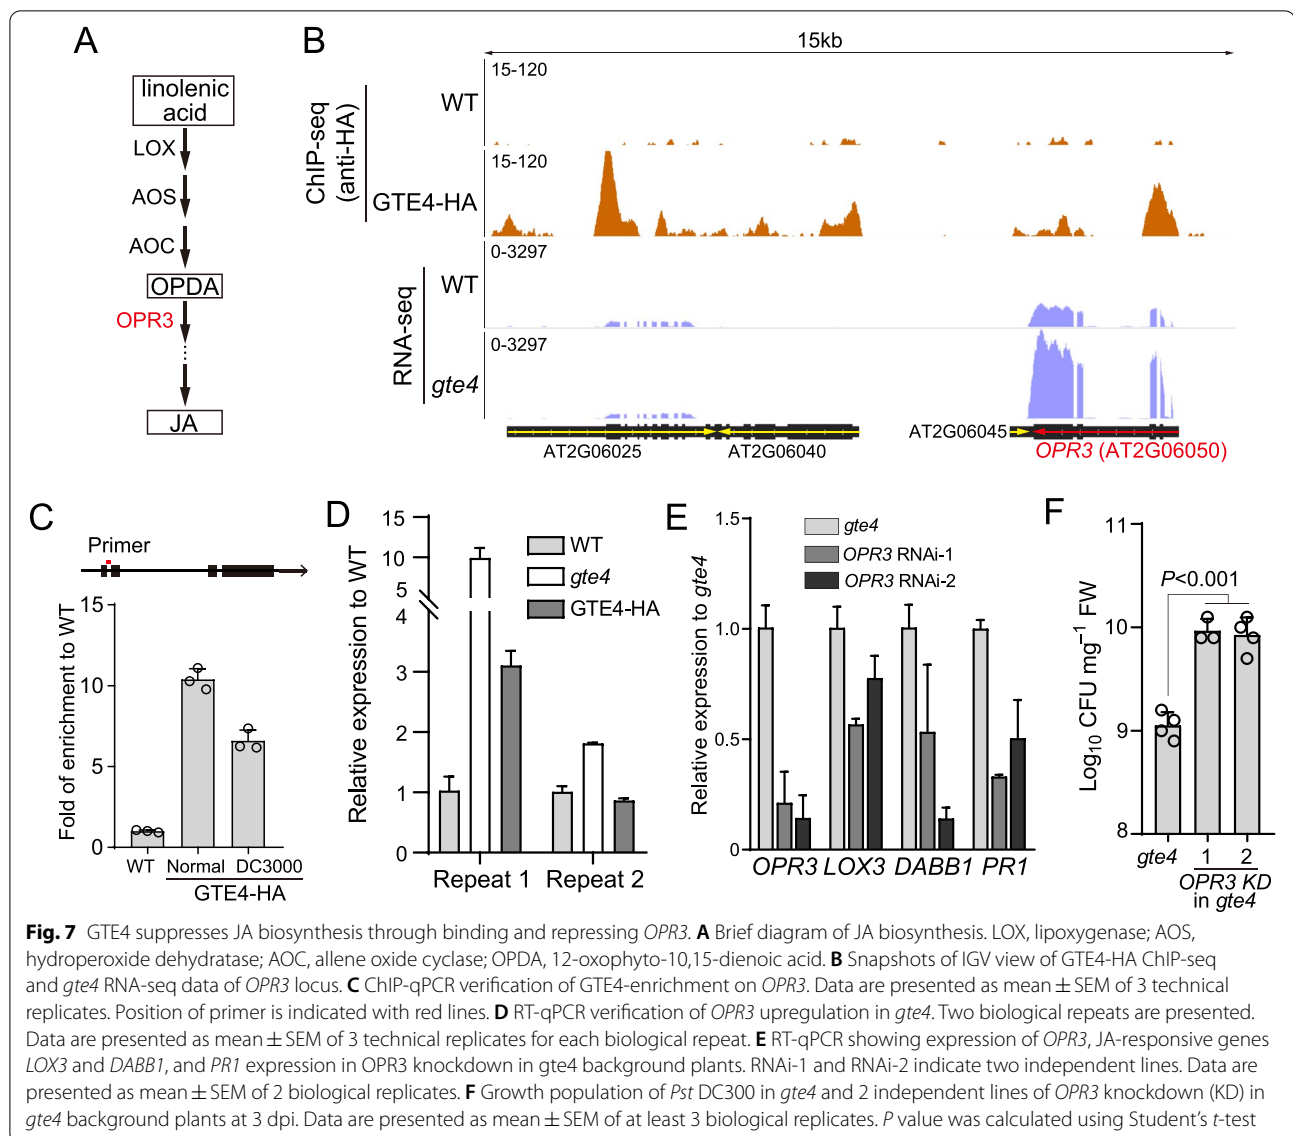 A
linolenic
acid
LOX
AOS
AOC
OPDA
OPR3
JA
B
15kb
ChIP-seq
(anti-HA)
WT
15-120
GTE4-HA
15-120
RNA-seq
WT
0-3297
gte4
0-3297
AT2G06025
AT2G06040
AT2G06045
OPR3 (AT2G06050)
C
Primer
Fold of enrichment to WT
15
10
5
0
WT
Normal
DC3000
GTE4-HA
D
Relative expression to WT
15
10
5
4
3
2
1
0
WT
gte4
GTE4-HA
Repeat 1
Repeat 2
E
Relative expression to gte4
1.5
1.0
0.5
0
gte4
OPR3 RNAi-1
OPR3 RNAi-2
OPR3
LOX3
DABB1
PR1
F
Log10 CFU mg−1 FW
11
10
9
8
P<0.001
gte4
1
2
OPR3 KD
in gte4
Fig. 7 GTE4 suppresses JA biosynthesis through binding and repressing OPR3. A Brief diagram of JA biosynthesis. LOX, lipoxygenase; AOS,
hydroperoxide dehydratase; AOC, allene oxide cyclase; OPDA, 12-oxophyto-10,15-dienoic acid. B Snapshots of IGV view of GTE4-HA ChIP-seq
and gte4 RNA-seq data of OPR3 locus. C ChIP-qPCR verification of GTE4-enrichment on OPR3. Data are presented as mean ± SEM of 3 technical
replicates. Position of primer is indicated with red lines. D RT-qPCR verification of OPR3 upregulation in gte4. Two biological repeats are presented.
Data are presented as mean ± SEM of 3 technical replicates for each biological repeat. E RT-qPCR showing expression of OPR3, JA-responsive genes
LOX3 and DABB1, and PR1 expression in OPR3 knockdown in gte4 background plants. RNAi-1 and RNAi-2 indicate two independent lines. Data are
presented as mean ± SEM of 2 biological replicates. F Growth population of Pst DC300 in gte4 and 2 independent lines of OPR3 knockdown (KD) in
gte4 background plants at 3 dpi. Data are presented as mean ± SEM of at least 3 biological replicates. P value was calculated using Student's t-test